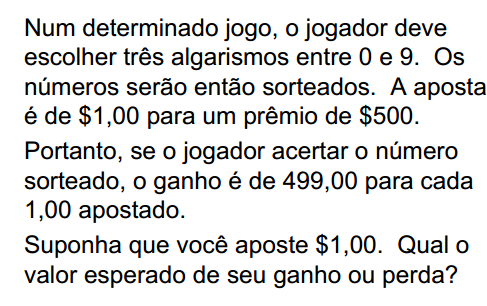 Num determinado jogo, o jogador deve
escolher três algarismos entre 0 e 9.  Os
números serão então sorteados.  A aposta
é de $1,00 para um prêmio de $500.
Portanto, se o jogador acertar o número
sorteado, o ganho é de 499,00 para cada
1,00 apostado.
Suponha que você aposte $1,00.  Qual o
valor esperado de seu ganho ou perda?